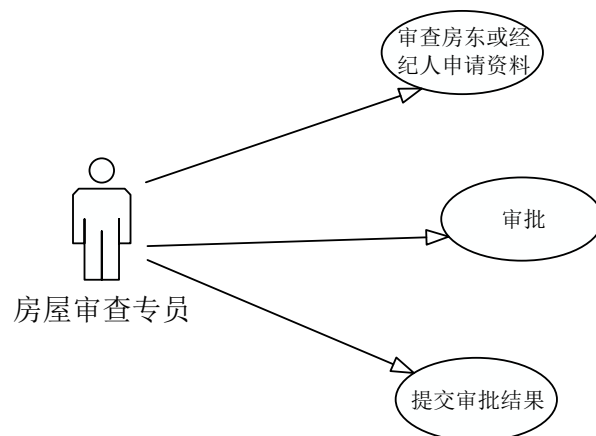 审查房东或经
纪人申请资料
审批
房屋审查专员
提交审批结果